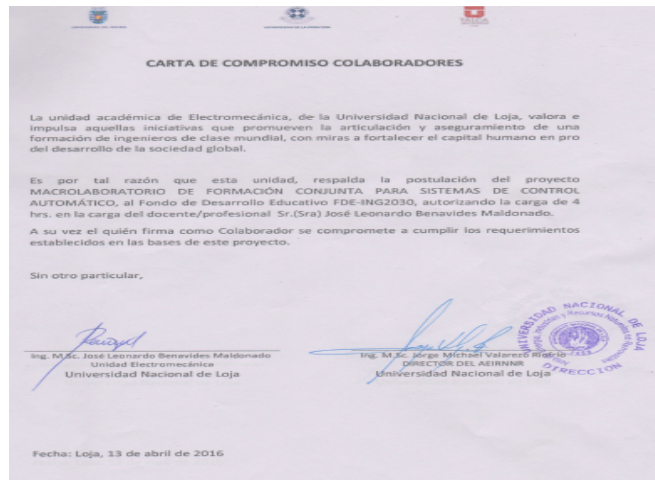 CARTA DE COMPROMISO COLABORADORES
La unidad académica de Electromecánica, de la Universidad Nacional de Loja, valora e
impulsa aquellas iniciativas que promueven la articulación y aseguramiento de una
formación de ingenieros de clase mundial, con miras a fortalecer el capital humano en pro
del desarrollo de la sociedad global.
Es por tal razón que esta unidad, respalda la postulación del proyecto
MACROLABORATORIO DE FORMACIÓN CONJUNTA PARA SISTEMAS DE CONTROL
AUTOMÁTICO, al Fondo de Desarrollo Educativo FDE-ING2030, autorizando la carga de 4
hrs. en la carga del docente/profesional Sr.(Sra) José Leonardo Benavides Maldonado.
A su vez el quién firma como Colaborador se compromete a cumplir los requerimientos
establecidos en las bases de este proyecto.
Sin otro particular,
Ing. M.Sc. José Leonardo Benavides Maldonado
Unidad Electromecánica
Universidad Nacional de Loja
Ing. M.Sc. Jorge Michael Valarezo
DIRECTOR DEL AEIRNNR
Universidad Nacional de Loja
UNIVERSIDAD NACIONAL DE LOJA
DIRECCION
Fecha: Loja, 13 de abril de 2016